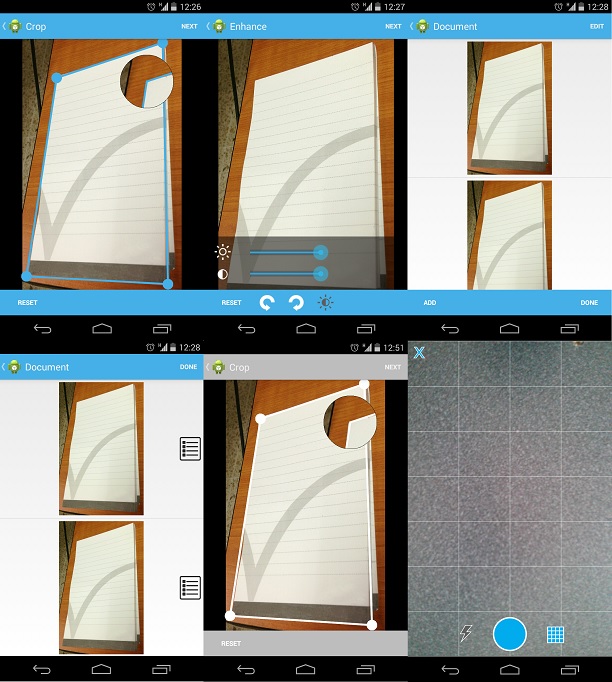 12:26
Crop
NEXT
RESET
12:27
Enhance
NEXT
RESET
12:28
Document
EDIT
ADD
DONE
12:28
Document
DONE
12:51
Crop
NEXT
RESET
X